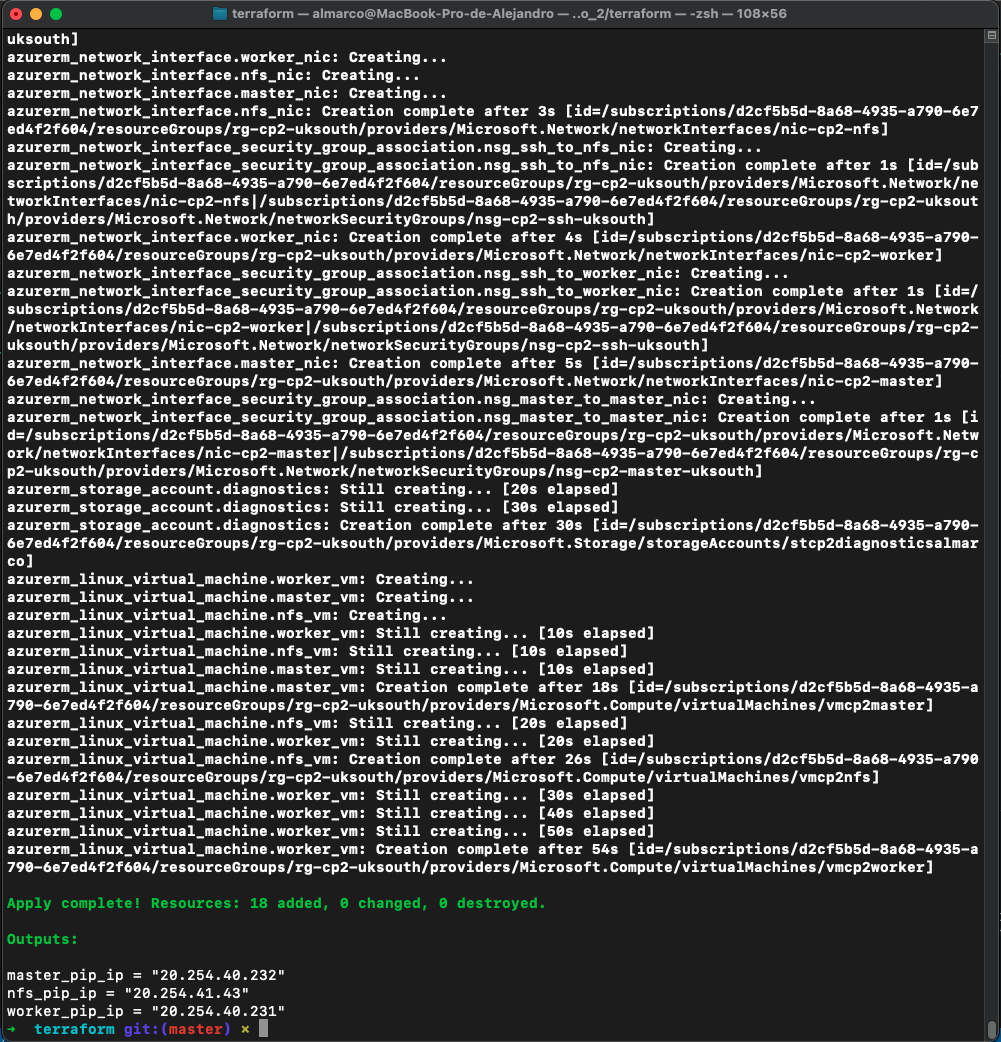 terraform — almarco@MacBook-Pro-de-Alejandro — ..o_2/terraform — -zsh — 108×56
uksouth]
azurerm_network_interface.worker_nic: Creating...
azurerm_network_interface.nfs_nic: Creating...
azurerm_network_interface.master_nic: Creating...
azurerm_network_interface.nfs_nic: Creation complete after 3s [id=/subscriptions/d2cf5b5d-8a68-4935-a790-6e7
ed4f2f604/resourceGroups/rg-cp2-uksouth/providers/Microsoft.Network/networkInterfaces/nic-cp2-nfs]
azurerm_network_interface_security_group_association.nsg_ssh_to_nfs_nic: Creating...
azurerm_network_interface_security_group_association.nsg_ssh_to_nfs_nic: Creation complete after 1s [id=/sub
scriptions/d2cf5b5d-8a68-4935-a790-6e7ed4f2f604/resourceGroups/rg-cp2-uksouth/providers/Microsoft.Network/ne
tworkInterfaces/nic-cp2-nfs|/subscriptions/d2cf5b5d-8a68-4935-a790-6e7ed4f2f604/resourceGroups/rg-cp2-uksout
h/providers/Microsoft.Network/networkSecurityGroups/nsg-cp2-ssh-uksouth]
azurerm_network_interface.worker_nic: Creation complete after 4s [id=/subscriptions/d2cf5b5d-8a68-4935-a790-
6e7ed4f2f604/resourceGroups/rg-cp2-uksouth/providers/Microsoft.Network/networkInterfaces/nic-cp2-worker]
azurerm_network_interface_security_group_association.nsg_ssh_to_worker_nic: Creating...
azurerm_network_interface_security_group_association.nsg_ssh_to_worker_nic: Creation complete after 1s [id=/
subscriptions/d2cf5b5d-8a68-4935-a790-6e7ed4f2f604/resourceGroups/rg-cp2-uksouth/providers/Microsoft.Network
/networkInterfaces/nic-cp2-worker|/subscriptions/d2cf5b5d-8a68-4935-a790-6e7ed4f2f604/resourceGroups/rg-cp2-
uksouth/providers/Microsoft.Network/networkSecurityGroups/nsg-cp2-ssh-uksouth]
azurerm_network_interface.master_nic: Creation complete after 5s [id=/subscriptions/d2cf5b5d-8a68-4935-a790-
6e7ed4f2f604/resourceGroups/rg-cp2-uksouth/providers/Microsoft.Network/networkInterfaces/nic-cp2-master]
azurerm_network_interface_security_group_association.nsg_master_to_master_nic: Creating...
azurerm_network_interface_security_group_association.nsg_master_to_master_nic: Creation complete after 1s [i
d=/subscriptions/d2cf5b5d-8a68-4935-a790-6e7ed4f2f604/resourceGroups/rg-cp2-uksouth/providers/Microsoft.Netw
ork/networkInterfaces/nic-cp2-master|/subscriptions/d2cf5b5d-8a68-4935-a790-6e7ed4f2f604/resourceGroups/rg-c
p2-uksouth/providers/Microsoft.Network/networkSecurityGroups/nsg-cp2-master-uksouth]
azurerm_storage_account.diagnostics: Still creating... [20s elapsed]
azurerm_storage_account.diagnostics: Still creating... [30s elapsed]
azurerm_storage_account.diagnostics: Creation complete after 30s [id=/subscriptions/d2cf5b5d-8a68-4935-a790-
6e7ed4f2f604/resourceGroups/rg-cp2-uksouth/providers/Microsoft.Storage/storageAccounts/stcp2diagnosticsalmar
co]
azurerm_linux_virtual_machine.worker_vm: Creating...
azurerm_linux_virtual_machine.master_vm: Creating...
azurerm_linux_virtual_machine.nfs_vm: Creating...
azurerm_linux_virtual_machine.worker_vm: Still creating... [10s elapsed]
azurerm_linux_virtual_machine.nfs_vm: Still creating... [10s elapsed]
azurerm_linux_virtual_machine.master_vm: Still creating... [10s elapsed]
azurerm_linux_virtual_machine.master_vm: Creation complete after 18s [id=/subscriptions/d2cf5b5d-8a68-4935-a
790-6e7ed4f2f604/resourceGroups/rg-cp2-uksouth/providers/Microsoft.Compute/virtualMachines/vmcp2master]
azurerm_linux_virtual_machine.nfs_vm: Still creating... [20s elapsed]
azurerm_linux_virtual_machine.worker_vm: Still creating... [20s elapsed]
azurerm_linux_virtual_machine.nfs_vm: Creation complete after 26s [id=/subscriptions/d2cf5b5d-8a68-4935-a790
-6e7ed4f2f604/resourceGroups/rg-cp2-uksouth/providers/Microsoft.Compute/virtualMachines/vmcp2nfs]
azurerm_linux_virtual_machine.worker_vm: Still creating... [30s elapsed]
azurerm_linux_virtual_machine.worker_vm: Still creating... [40s elapsed]
azurerm_linux_virtual_machine.worker_vm: Still creating... [50s elapsed]
azurerm_linux_virtual_machine.worker_vm: Creation complete after 54s [id=/subscriptions/d2cf5b5d-8a68-4935-a
790-6e7ed4f2f604/resourceGroups/rg-cp2-uksouth/providers/Microsoft.Compute/virtualMachines/vmcp2worker]
Apply complete! Resources: 18 added, 0 changed, 0 destroyed.
Outputs:
master_pip_ip = "20.254.40.232"
nfs_pip_ip = "20.254.41.43"
worker_pip_ip = "20.254.40.231"
→ terraform git:(master) ×